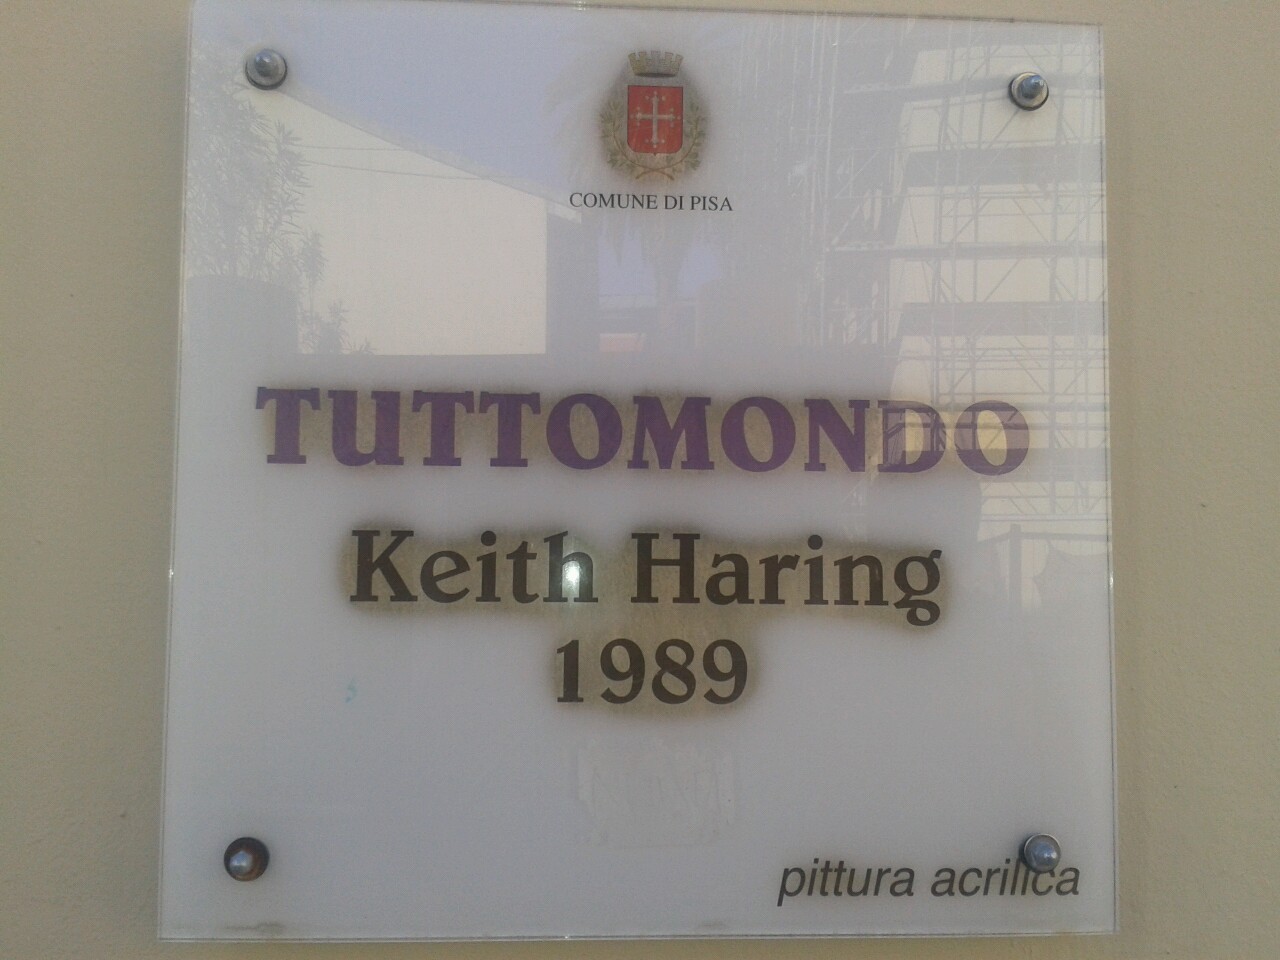 COMUNE DI PISA
TUTTOMONDO
Keith Haring
1989
pittura acrilica